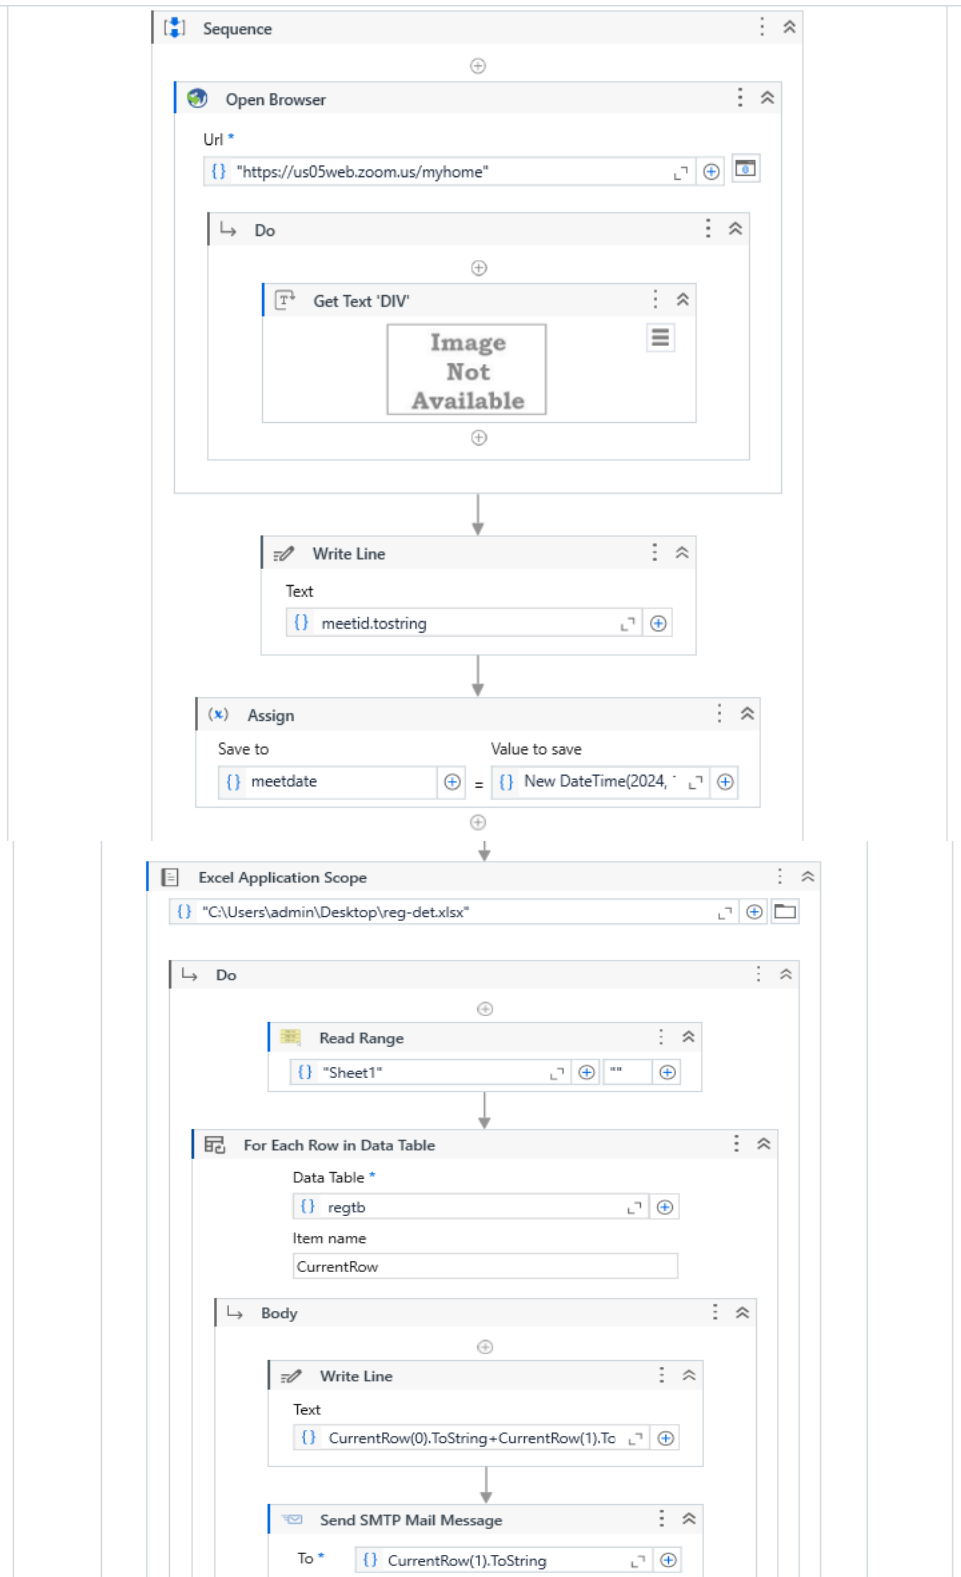 Sequence
Open Browser
Url *
{} "https://us05web.zoom.us/myhome"
Do
Get Text 'DIV'
Image
Not
Available
Write Line
Text
{} meetid.tostring
(x) Assign
Save to Value to save
{} meetdate = {} New DateTime(2024,
Excel Application Scope
{} "C:\Users\admin\Desktop\reg-det.xlsx"
Do
Read Range
{} "Sheet1" ""
For Each Row in Data Table
Data Table *
{} regtb
Item name
CurrentRow
Body
Write Line
Text
{} CurrentRow(0).ToString+CurrentRow(1).To
Send SMTP Mail Message
To * {} CurrentRow(1).ToString